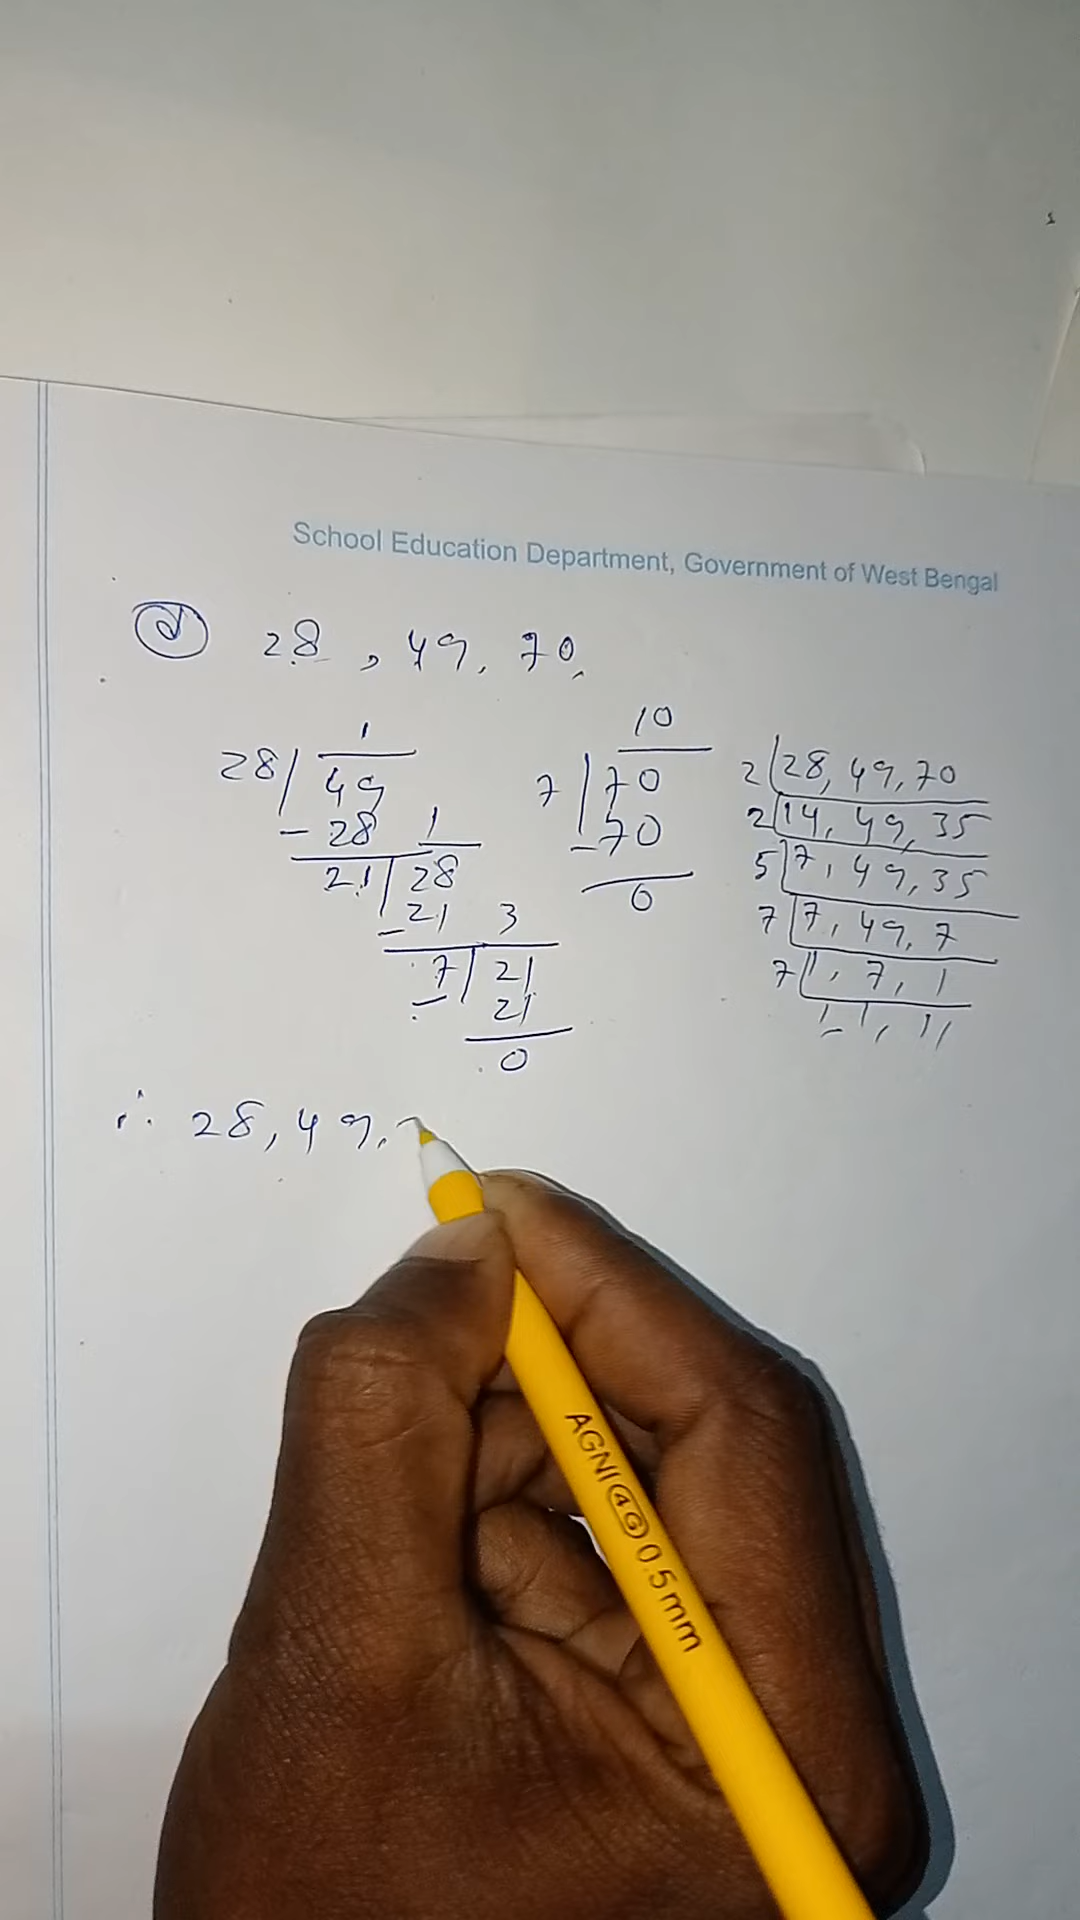 School Education Department, Government of West Bengal
d 28, 49, 70,
1
28/49
- 28 1
21/28
- 21 3
7/21
- 21
0
10
7/70
- 70
0
2/28, 49, 70
2/14, 49, 35
5/7, 49, 35
7/7, 49, 7
7/1, 7, 1
1, 1, 1
∴ 28, 49,
AGNI 4G 0.5mm